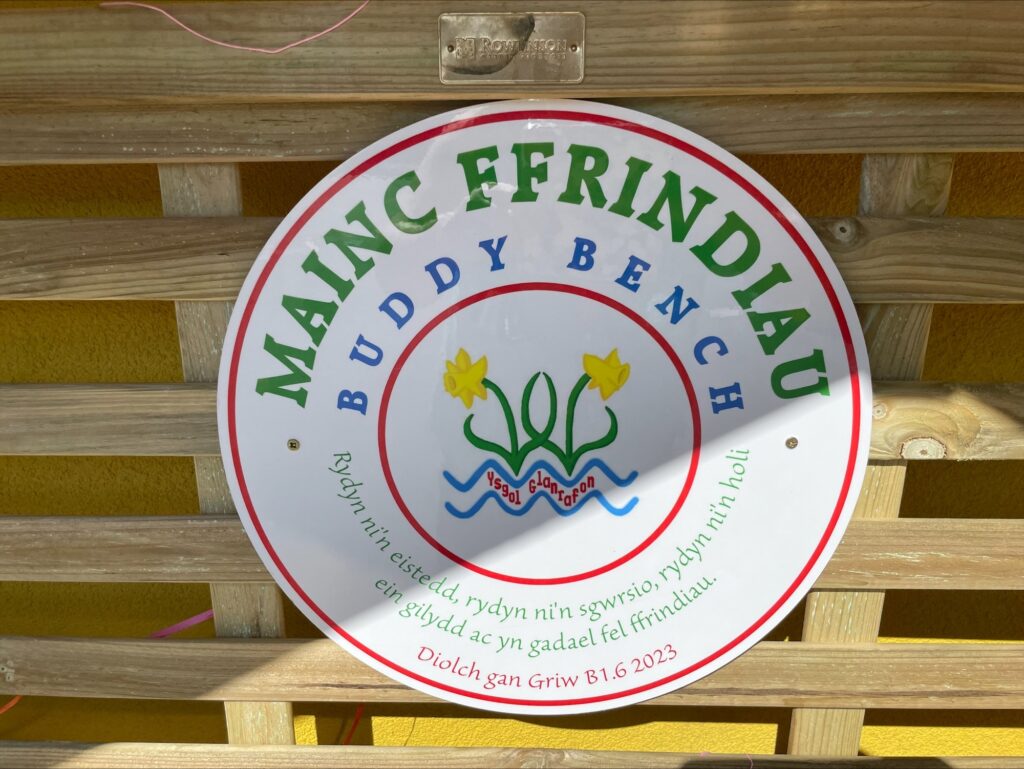 ROWLINSON
MAINC FFRINDIAU
BUDDY BENCH
Ysgol Glanrafon
Rydyn ni'n eistedd, rydyn ni'n sgwrsio, rydyn ni'n holi
ein gilydd ac yn gadael fel ffrindiau.
Diolch gan Griw B1.6 2023